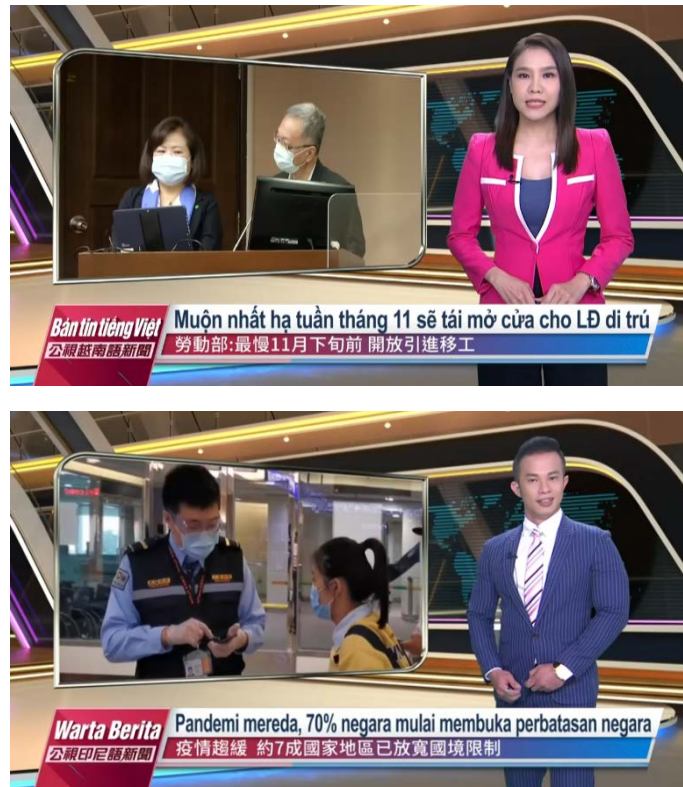 Bản tin tiếng Việt
公視越南語新聞
Muộn nhất hạ tuần tháng 11 sẽ tái mở cửa cho LĐ di trú
勞動部:最慢11月下旬前 開放引進移工
Warta Berita
公視印尼語新聞
Pandemi mereda, 70% negara mulai membuka perbatasan negara
疫情趨緩 約7成國家地區已放寬國境限制